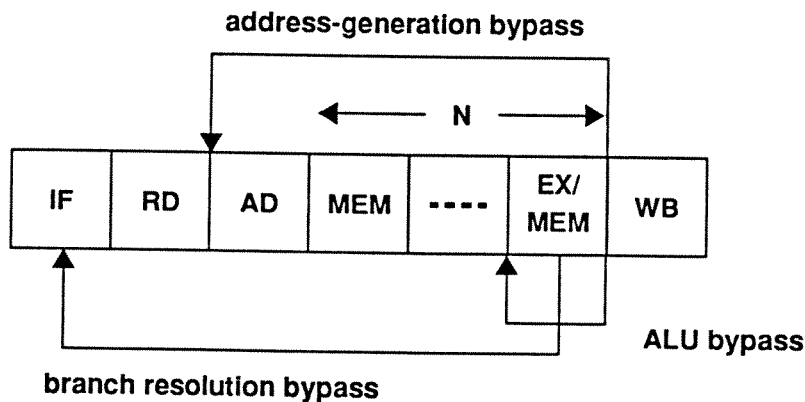 address-generation bypass
N
IF RD AD MEM ---- EX/ MEM WB
ALU bypass
branch resolution bypass